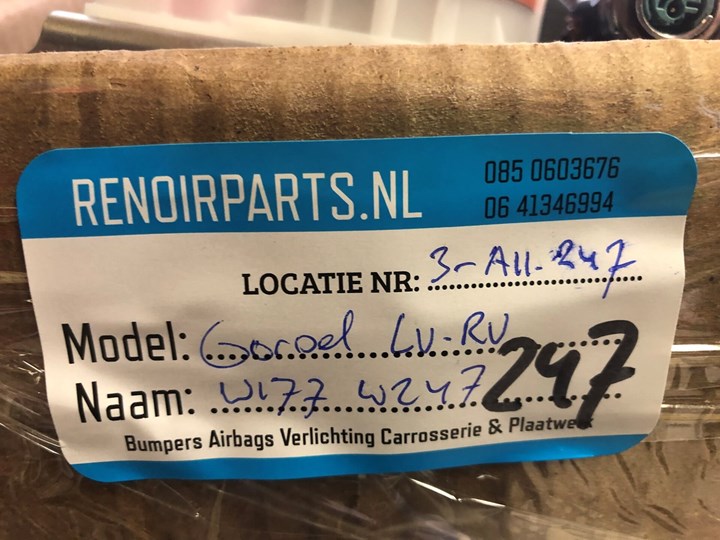 RENOIRPARTS.NL
085 0603676
06 41346994
LOCATIE NR: 3-A11-247
Model: Gordel LV-RV
Naam: W177 W247
247
Bumpers Airbags Verlichting Carrosserie & Plaatwerk